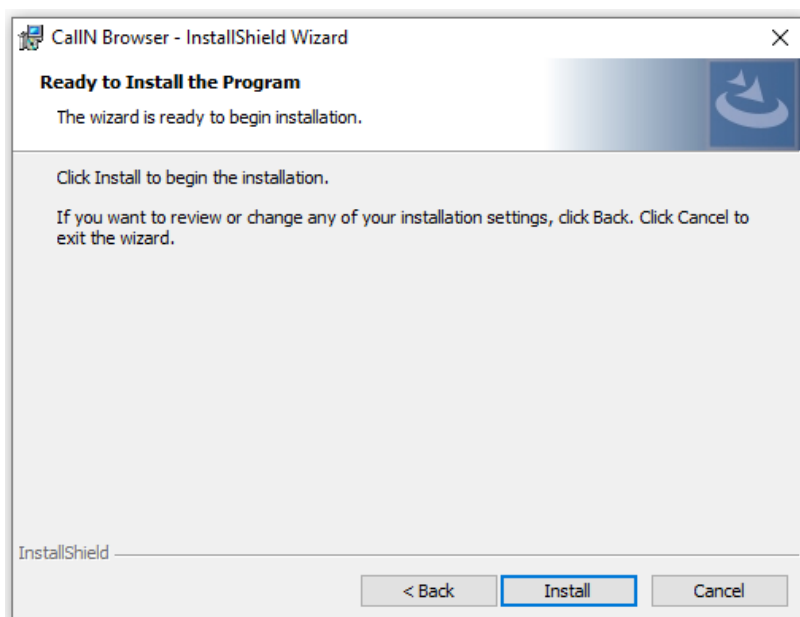 CallN Browser - InstallShield Wizard
Ready to Install the Program
The wizard is ready to begin installation.
Click Install to begin the installation.
If you want to review or change any of your installation settings, click Back. Click Cancel to
exit the wizard.
InstallShield
< Back
Install
Cancel